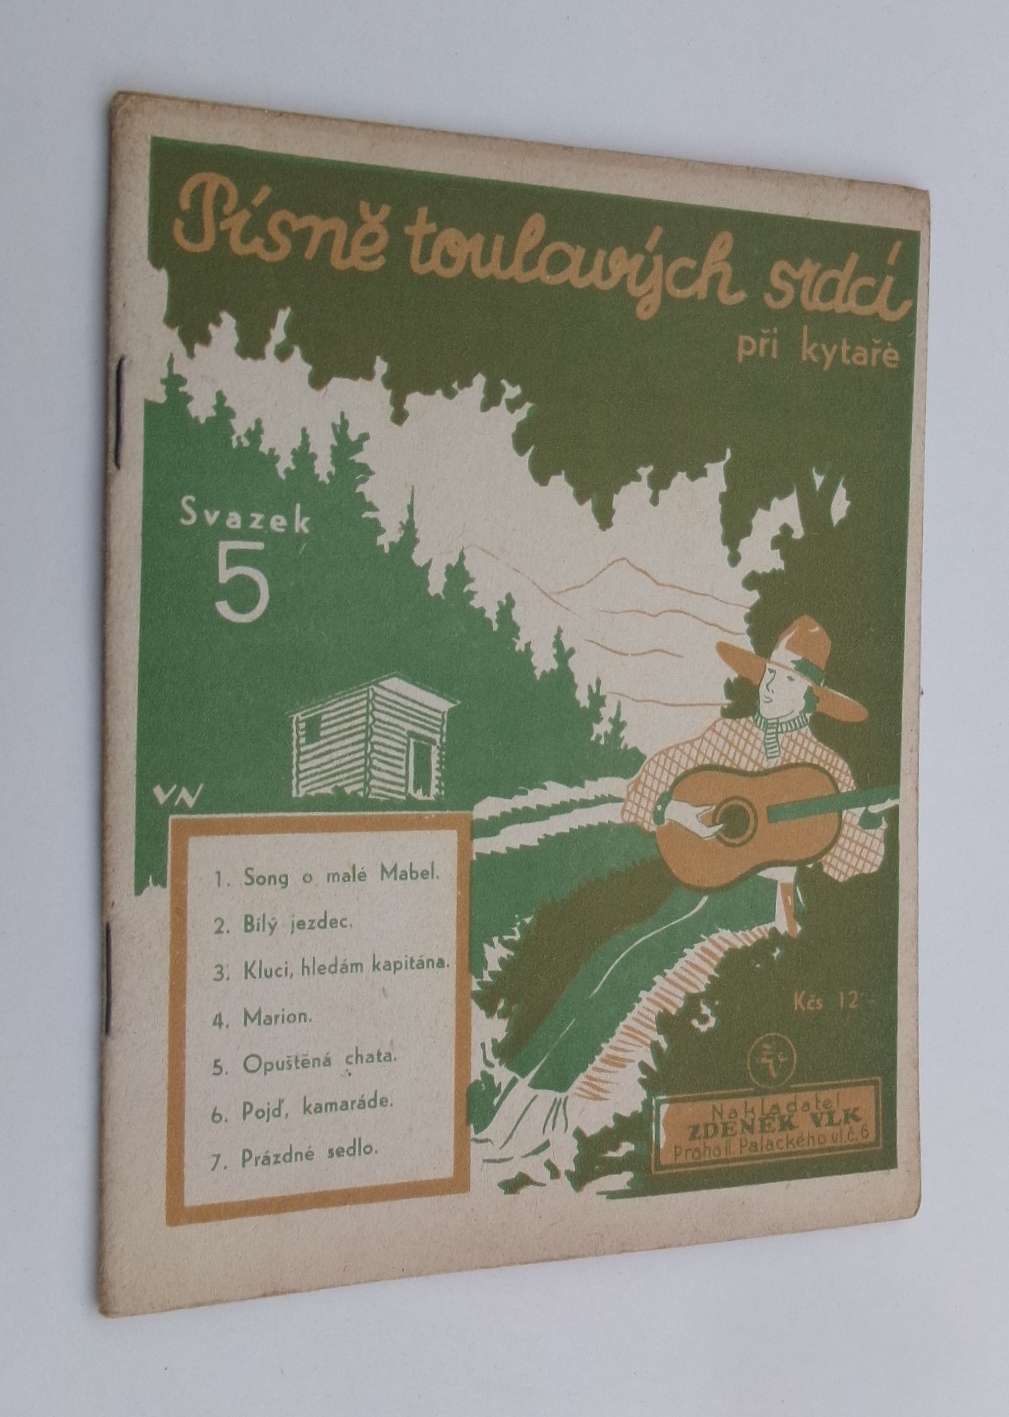 Písně toulavých srdcí
při kytaře
Svazek
5
VN
1. Song o malé Mabel.
2. Bílý jezdec.
3. Kluci, hledám kapitána.
4. Marion.
5. Opuštěná chata.
6. Pojď, kamaráde.
7. Prázdné sedlo.
Kčs 12·-
Nakladatel
ZDENĚK VLK
Praha II. Palackého ul. č. 6